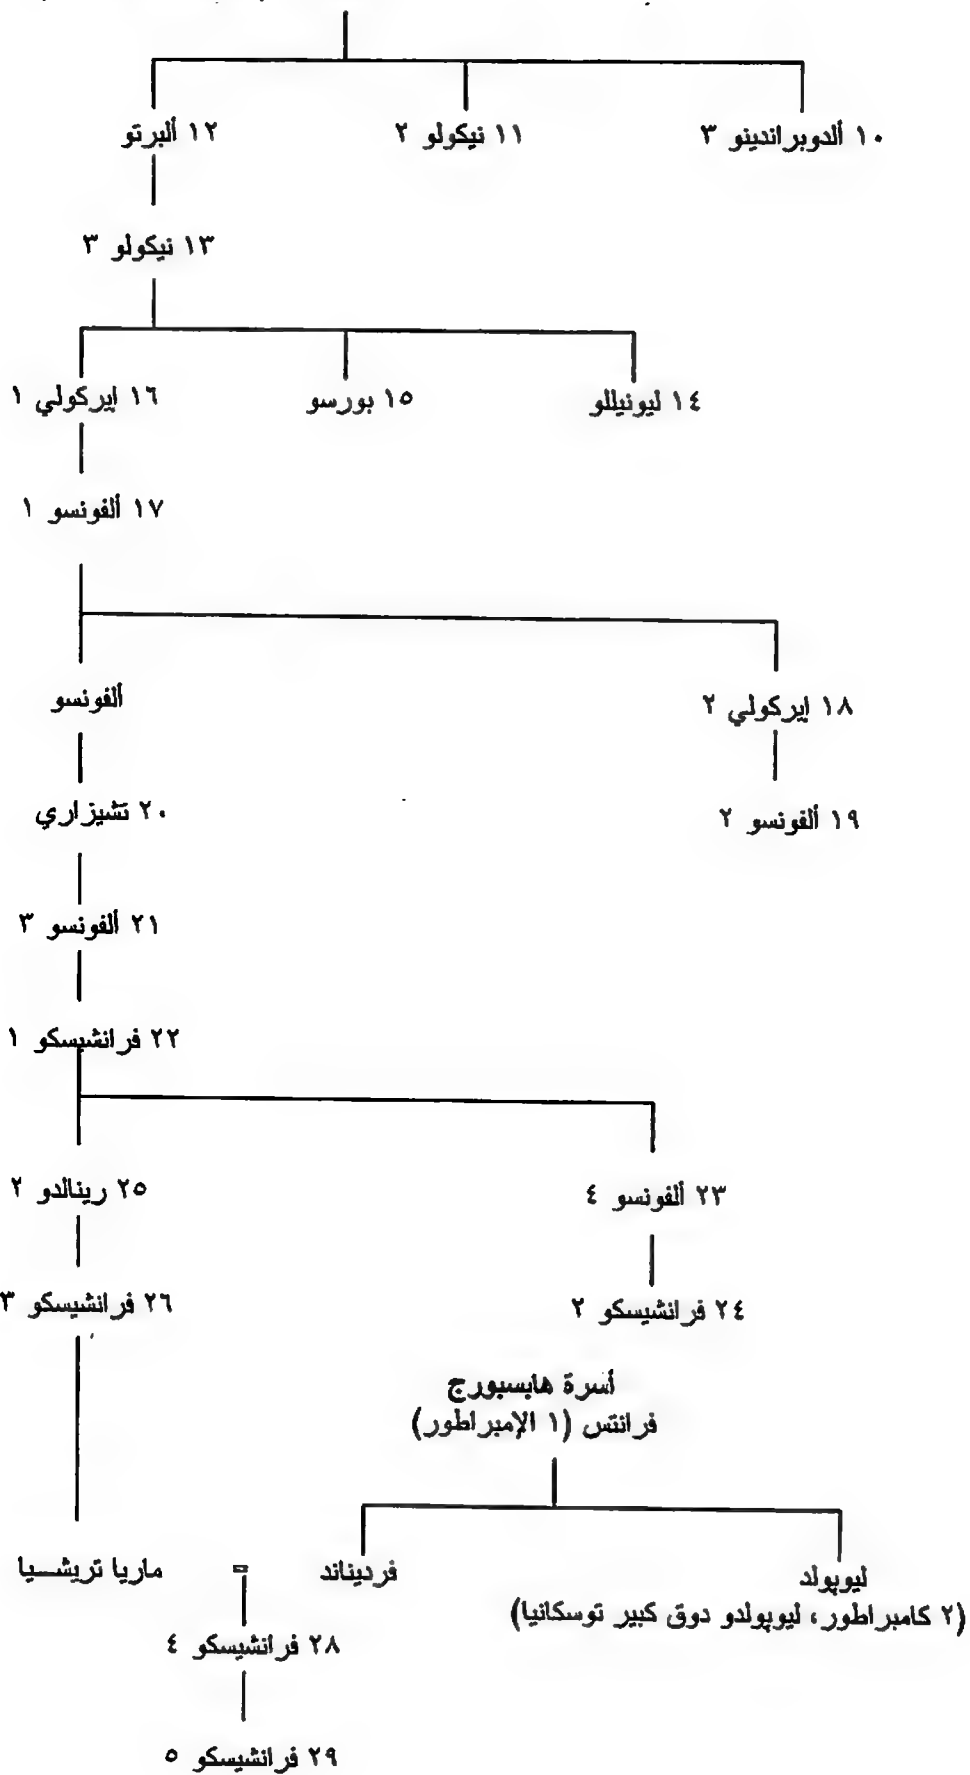 ١٠ ألدوبراندينو ٣ ١١ نيكولو ٢ ١٢ ألبرتو
١٣ نيكولو ٣
١٤ ليونيللو ١٥ بورسو ١٦ إيركولي ١
١٧ ألفونسو ١
١٨ إيركولي ٢ ألفونسو
١٩ ألفونسو ٢ ٢٠ تشيزاري
٢١ ألفونسو ٣
٢٢ فرانشيسكو ١
٢٣ ألفونسو ٤ ٢٥ رينالدو ٢
٢٤ فرانشيسكو ٢ ٢٦ فرانشيسكو ٣
أسرة هابسبورج
فرانتس (١ الإمبراطور)
ليوبولد فرديناند = ماريا تريشسيا
(٢ كامبراطور، ليوبولدو دوق كبير توسكانيا)
٢٨ فرانشيسكو ٤
٢٩ فرانشيسكو ٥